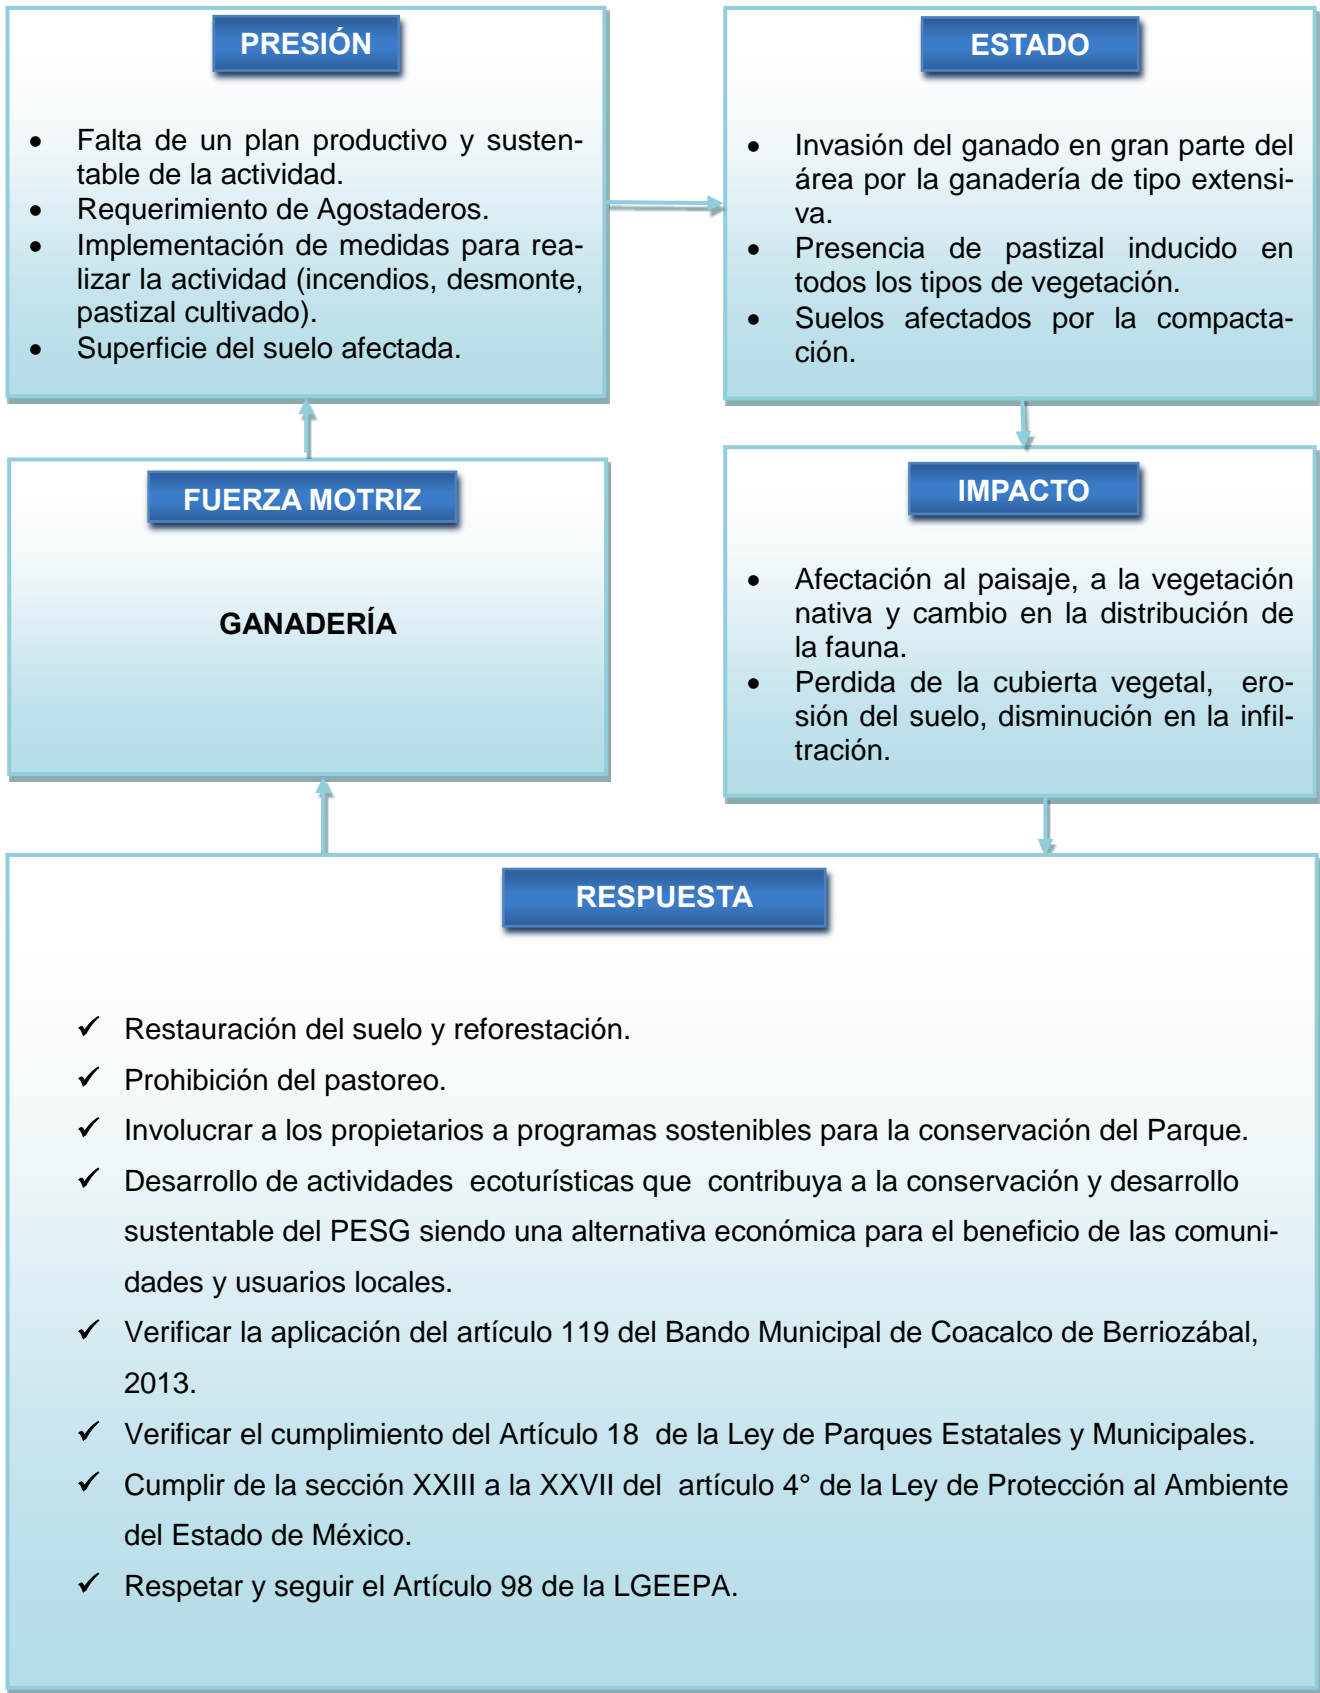 PRESIÓN
• Falta de un plan productivo y susten-
table de la actividad.
• Requerimiento de Agostaderos.
• Implementación de medidas para rea-
lizar la actividad (incendios, desmonte,
pastizal cultivado).
• Superficie del suelo afectada.
ESTADO
• Invasión del ganado en gran parte del
área por la ganadería de tipo extensi-
va.
• Presencia de pastizal inducido en
todos los tipos de vegetación.
• Suelos afectados por la compacta-
ción.
FUERZA MOTRIZ
GANADERÍA
IMPACTO
• Afectación al paisaje, a la vegetación
nativa y cambio en la distribución de
la fauna.
• Perdida de la cubierta vegetal, ero-
sión del suelo, disminución en la infil-
tración.
RESPUESTA
✓ Restauración del suelo y reforestación.
✓ Prohibición del pastoreo.
✓ Involucrar a los propietarios a programas sostenibles para la conservación del Parque.
✓ Desarrollo de actividades ecoturísticas que contribuya a la conservación y desarrollo
sustentable del PESG siendo una alternativa económica para el beneficio de las comuni-
dades y usuarios locales.
✓ Verificar la aplicación del artículo 119 del Bando Municipal de Coacalco de Berriozábal,
2013.
✓ Verificar el cumplimiento del Artículo 18 de la Ley de Parques Estatales y Municipales.
✓ Cumplir de la sección XXIII a la XXVII del artículo 4° de la Ley de Protección al Ambiente
del Estado de México.
✓ Respetar y seguir el Artículo 98 de la LGEEPA.